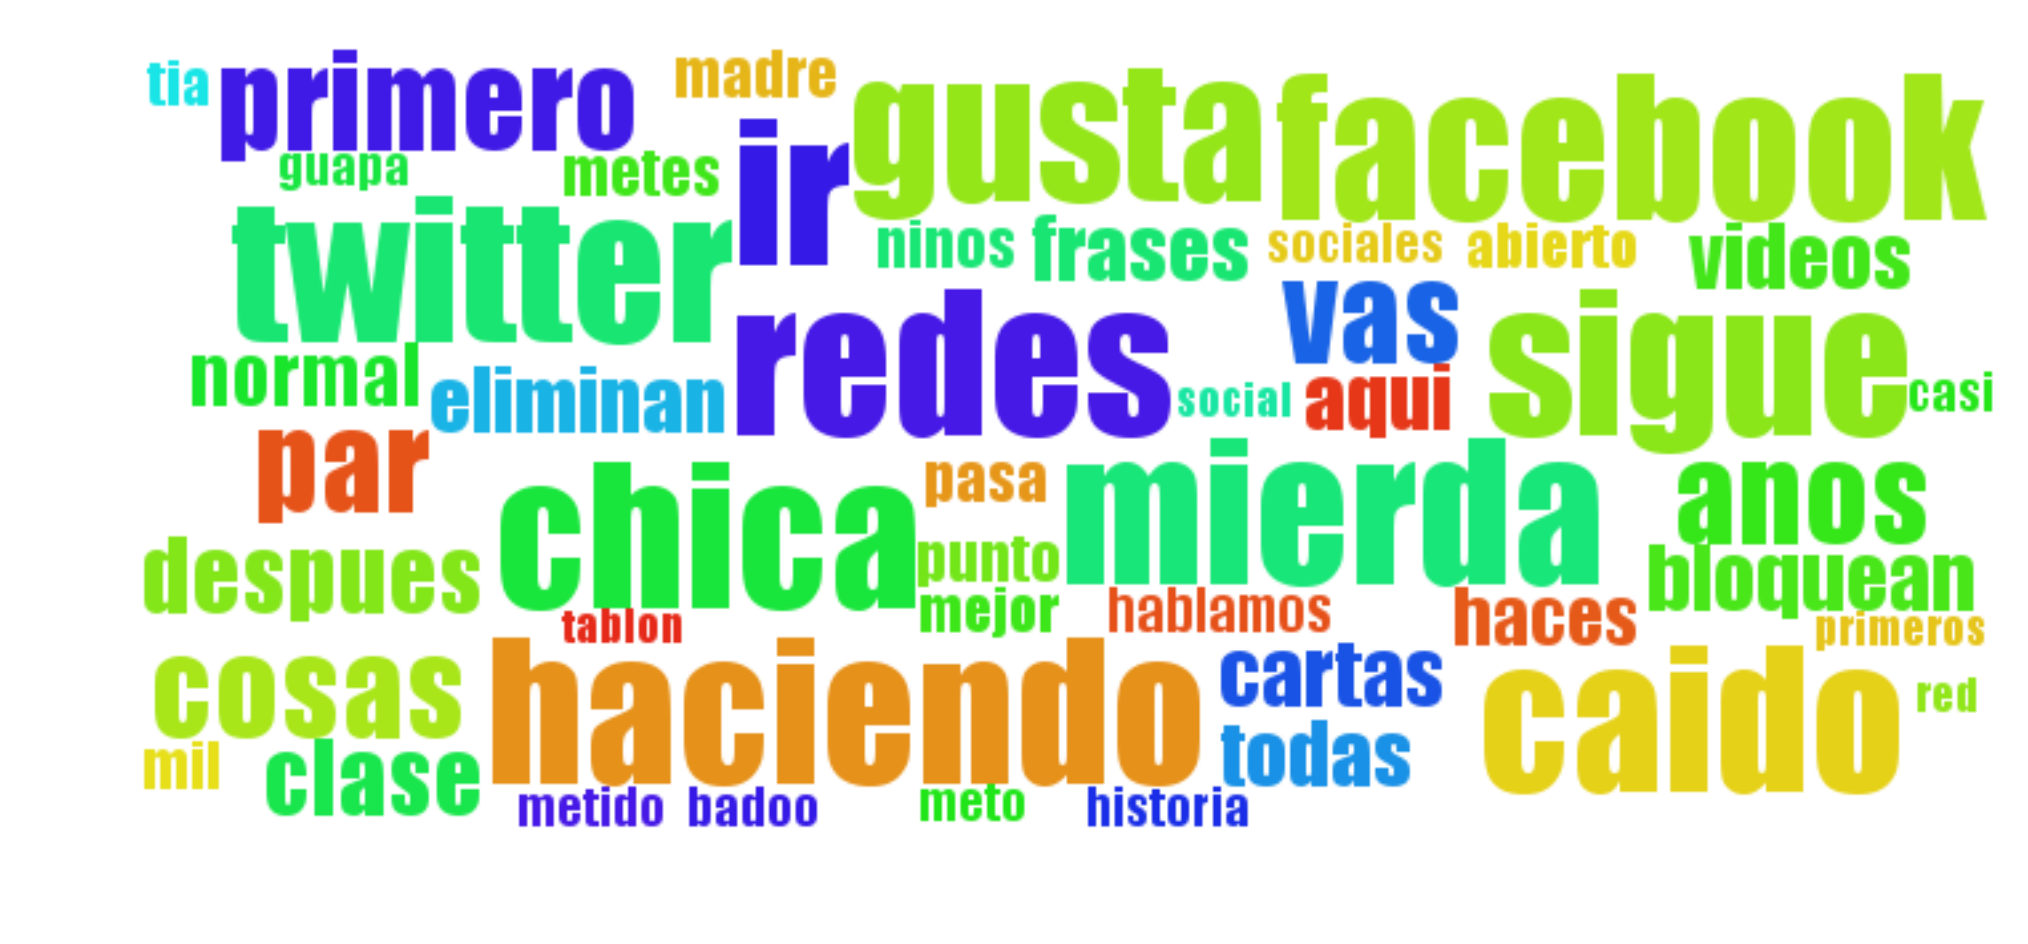 tia primero madre gusta facebook
guapa metes ir
twitter ninos frases sociales abierto videos
normal eliminan redes social vas aqui sigue casi
par chica pasa mierda anos
despues punto bloquean
tablon mejor hablamos haces primeros
cosas haciendo cartas caido red
mil clase todas
metido badoo meto historia